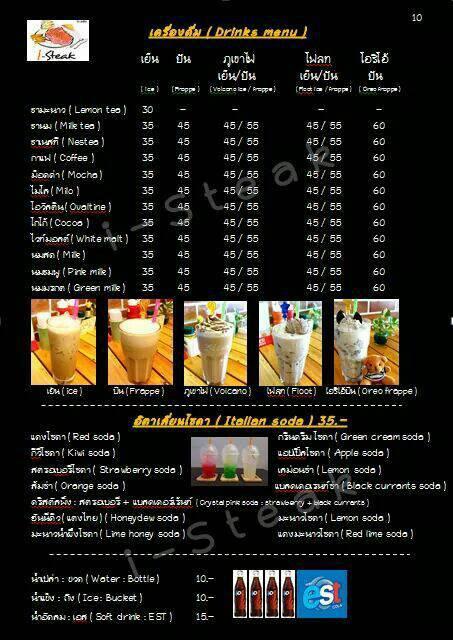 10
i-Steak
เครื่องดื่ม ( Drinks menu )
เย็น ปั่น ภูเขาไฟ โฟลท โอริโอ้
เย็น/ปั่น เย็น/ปั่น ปั่น
( Ice ) ( Frappe ) ( Volcano Ice / frappe ) ( Float Ice / Frappe ) ( Oreo frappe )
ชามะนาว ( Lemon tea ) 30 – – – –
ชานม ( Milk tea ) 35 45 45 / 55 45 / 55 60
ชาเนสที ( Nestea ) 35 45 45 / 55 45 / 55 60
กาแฟ ( Coffee ) 35 45 45 / 55 45 / 55 60
ม็อคค่า ( Mocha ) 35 45 45 / 55 45 / 55 60
ไมโล ( Milo ) 35 45 45 / 55 45 / 55 60
โอวัลติน ( Ovaltine ) 35 45 45 / 55 45 / 55 60
โกโก้ ( Cocoa ) 35 45 45 / 55 45 / 55 60
ไวท์มอลต์ ( White malt ) 35 45 45 / 55 45 / 55 60
นมสด ( Milk ) 35 45 45 / 55 45 / 55 60
นมชมพู ( Pink milk ) 35 45 45 / 55 45 / 55 60
นมมรกต ( Green milk ) 35 45 45 / 55 45 / 55 60
i-Steak
เย็น ( Ice ) ปั่น ( Frappe ) ภูเขาไฟ ( Volcano ) โฟลท ( Float ) โอริโอ้ปั่น ( Oreo frappe )
อิตาเลี่ยนโซดา ( Italian soda ) 35.-
แดงโซดา ( Red soda ) กรีนครีมโซดา ( Green cream soda )
กีวี่โซดา ( Kiwi soda ) แอปเปิ้ลโซดา ( Apple soda )
สตรอเบอรี่โซดา ( Strawberry soda ) เลม่อนซ่า ( Lemon soda )
ส้มซ่า ( Orange soda ) แบลคเคอเรนท์ซ่า ( Black currants soda )
คริสตัลพิ้ง : สตรอเบอรี่ + แบลคเคอร์เร้นท์ ( Crystal pink soda : strawberry + black currants )
ฮันนีดิว (แตงไทย) ( Honeydew soda ) มะนาวโซดา ( Lemon soda )
มะนาวน้ำผึ้งโซดา ( Lime honey soda ) แดงมะนาวโซดา ( Red lime soda )
i-Steak
น้ำเปล่า : ขวด ( Water : Bottle ) 10.-
น้ำแข็ง : ถัง ( Ice : Bucket ) 10.-
น้ำอัดลม : เอส ( Soft drink : EST ) 15.-
est
COLA